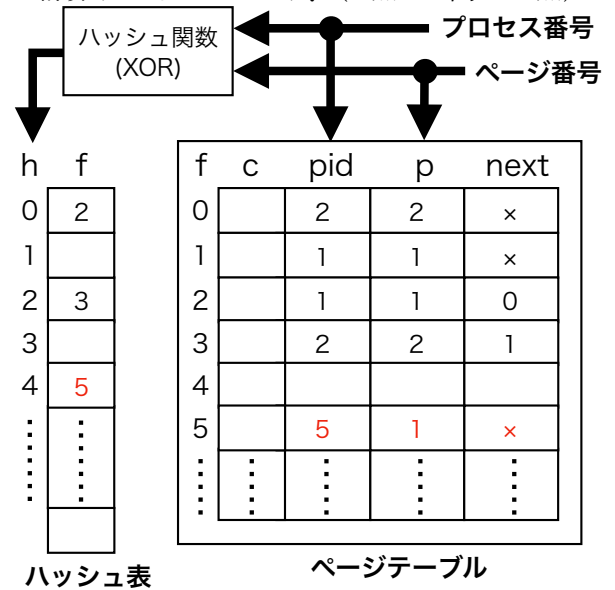 ハッシュ関数
(XOR)
プロセス番号
ページ番号
h f
0 2
1
2 3
3
4 5
ハッシュ表
f c pid p next
0 2 2 ×
1 1 1 ×
2 1 1 0
3 2 2 1
4
5 5 1 ×
ページテーブル